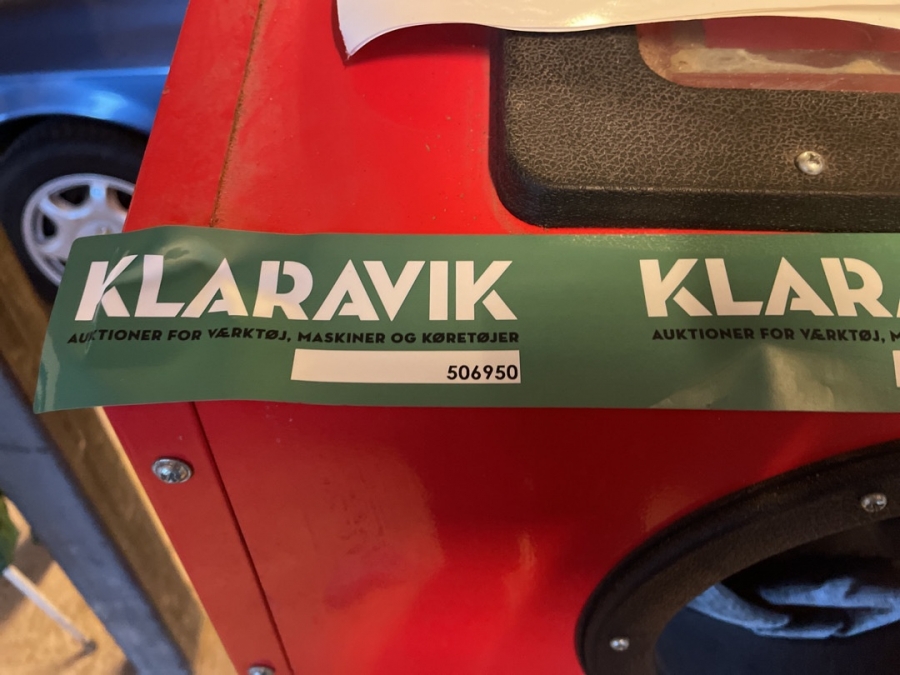 KLARAVIK
AUKTIONER FOR VÆRKTØJ, MASKINER OG KØRETØJER
506950
KLARA
AUKTIONER FOR VÆRKTØJ, M